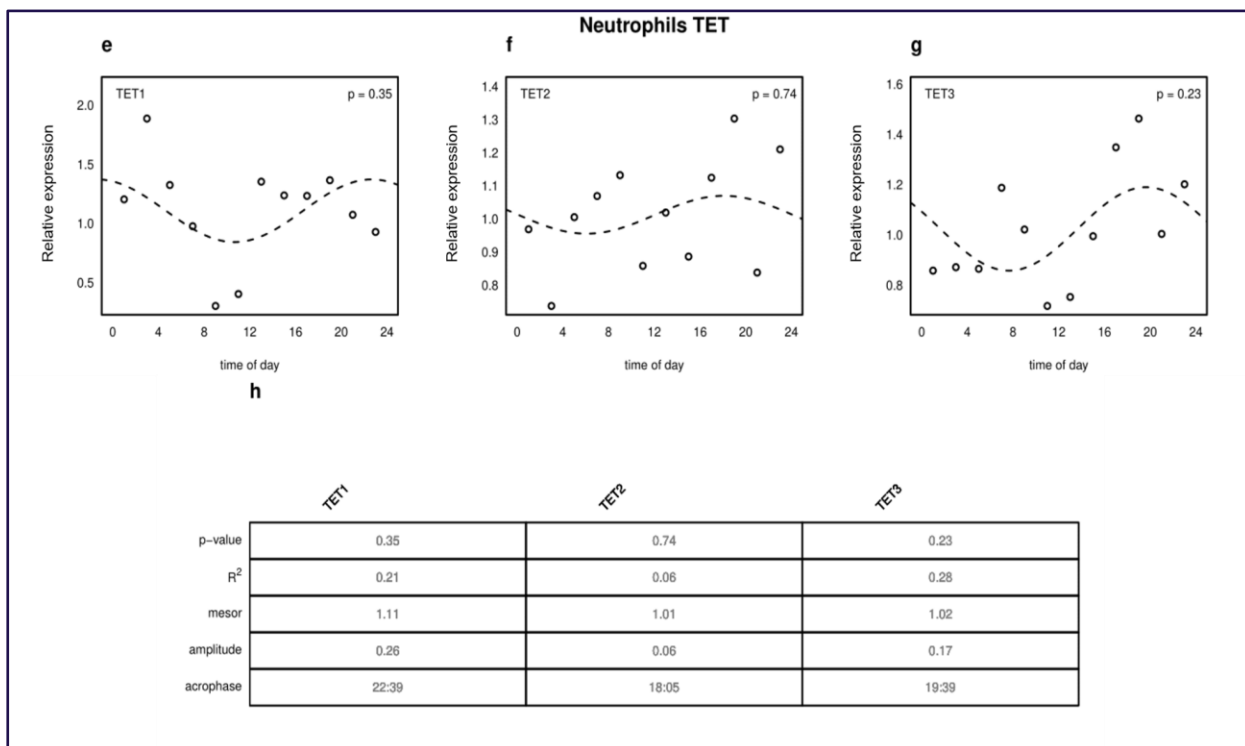 Neutrophils TET
e
TET1
p = 0.35
Relative expression
2.0
1.5
1.0
0.5
0 4 8 12 16 20 24
time of day
f
TET2
p = 0.74
Relative expression
1.4
1.3
1.2
1.1
1.0
0.9
0.8
0 4 8 12 16 20 24
time of day
g
TET3
p = 0.23
Relative expression
1.6
1.4
1.2
1.0
0.8
0 4 8 12 16 20 24
time of day
h
TET1 TET2 TET3
p−value 0.35 0.74 0.23
R² 0.21 0.06 0.28
mesor 1.11 1.01 1.02
amplitude 0.26 0.06 0.17
acrophase 22:39 18:05 19:39